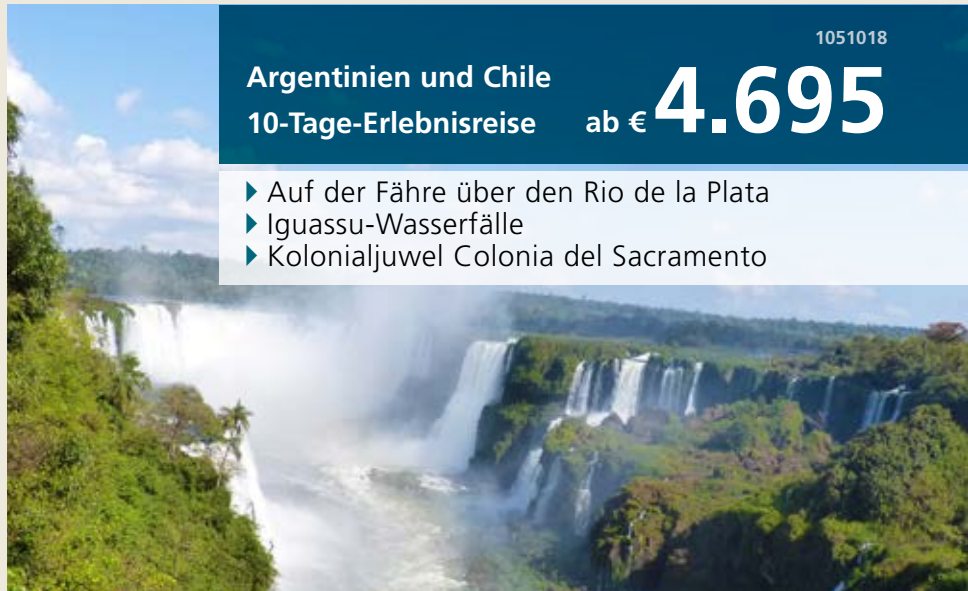 1051018
Argentinien und Chile
10-Tage-Erlebnisreise ab € 4.695
Auf der Fähre über den Rio de la Plata
Iguassu-Wasserfälle
Kolonialjuwel Colonia del Sacramento